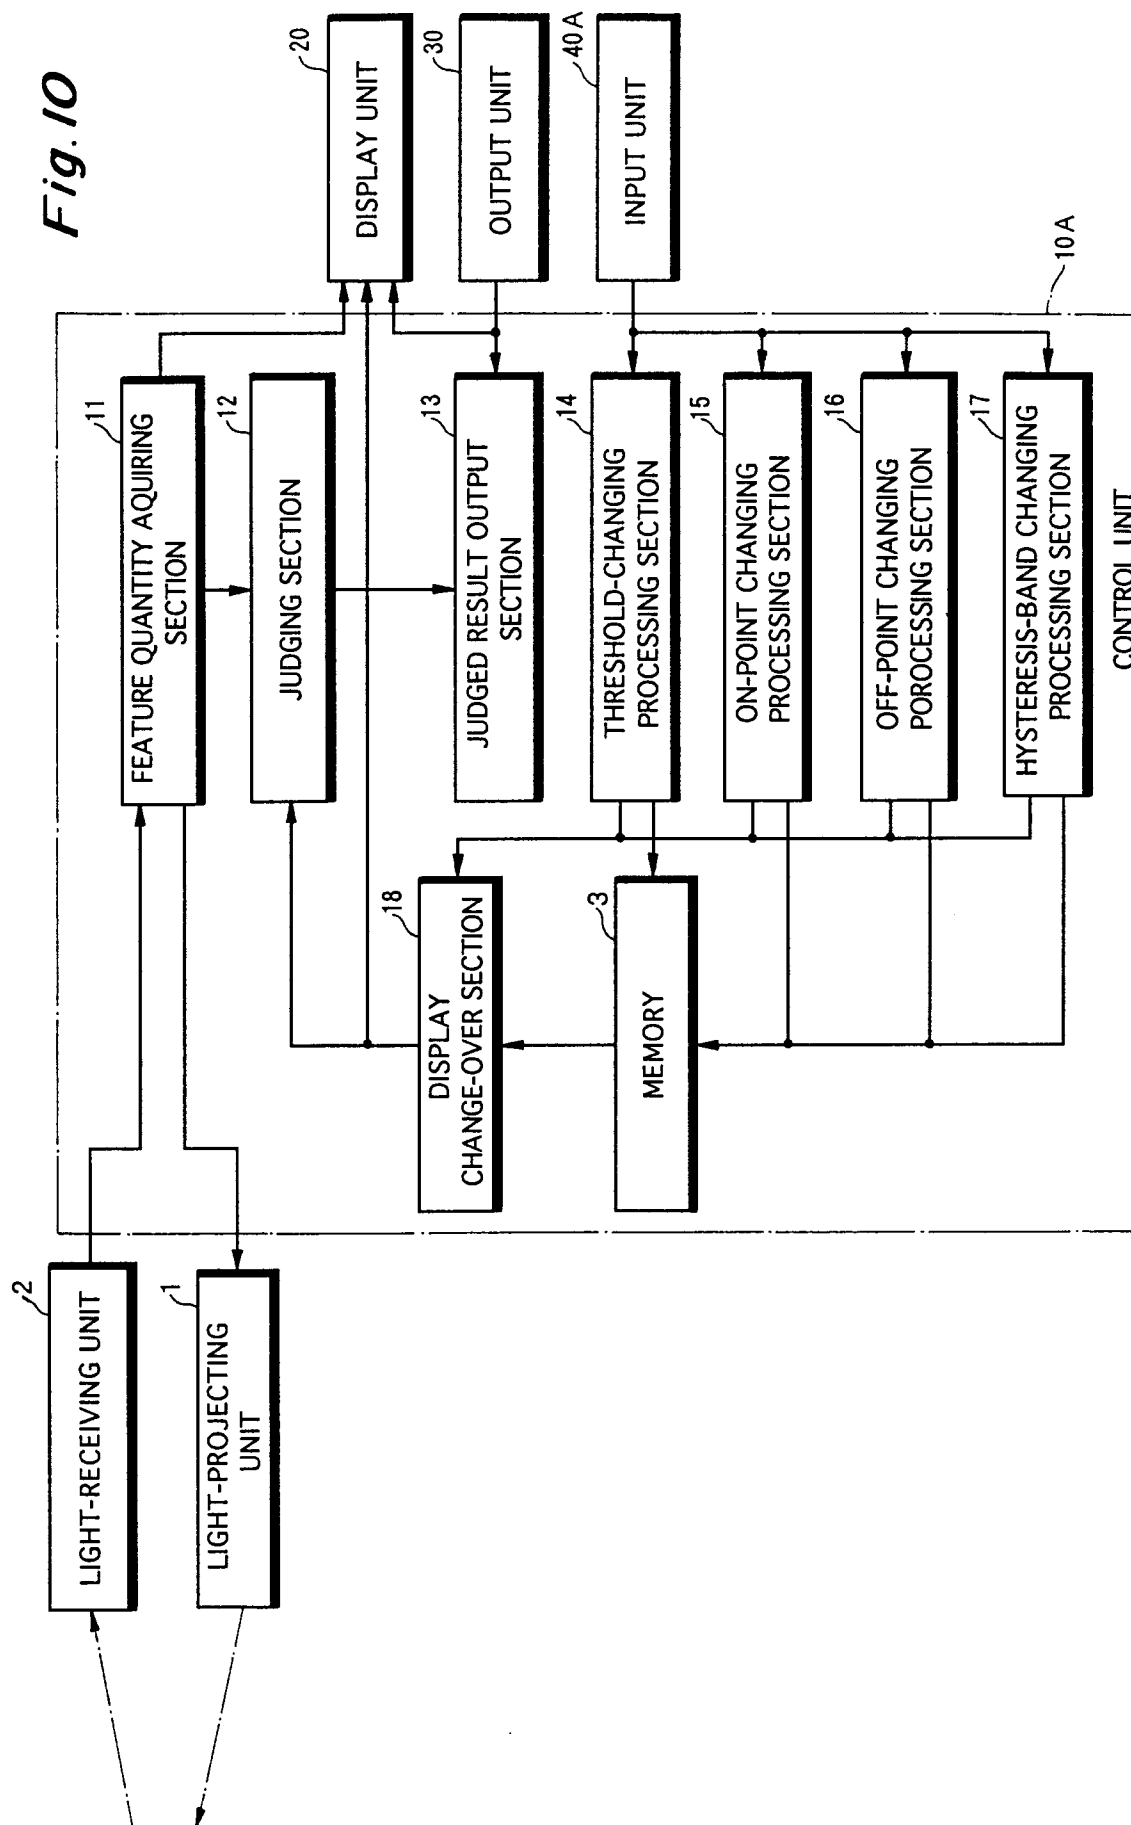 Fig. 10
2
LIGHT-RECEIVING UNIT
1
LIGHT-PROJECTING
UNIT
11
FEATURE QUANTITY AQUIRING
SECTION
12
JUDGING SECTION
13
JUDGED RESULT OUTPUT
SECTION
14
THRESHOLD-CHANGING
PROCESSING SECTION
15
ON-POINT CHANGING
PROCESSING SECTION
16
OFF-POINT CHANGING
POROCESSING SECTION
17
HYSTERESIS-BAND CHANGING
PROCESSING SECTION
18
DISPLAY
CHANGE-OVER SECTION
3
MEMORY
20
DISPLAY UNIT
30
OUTPUT UNIT
40A
INPUT UNIT
10A
CONTROL UNIT